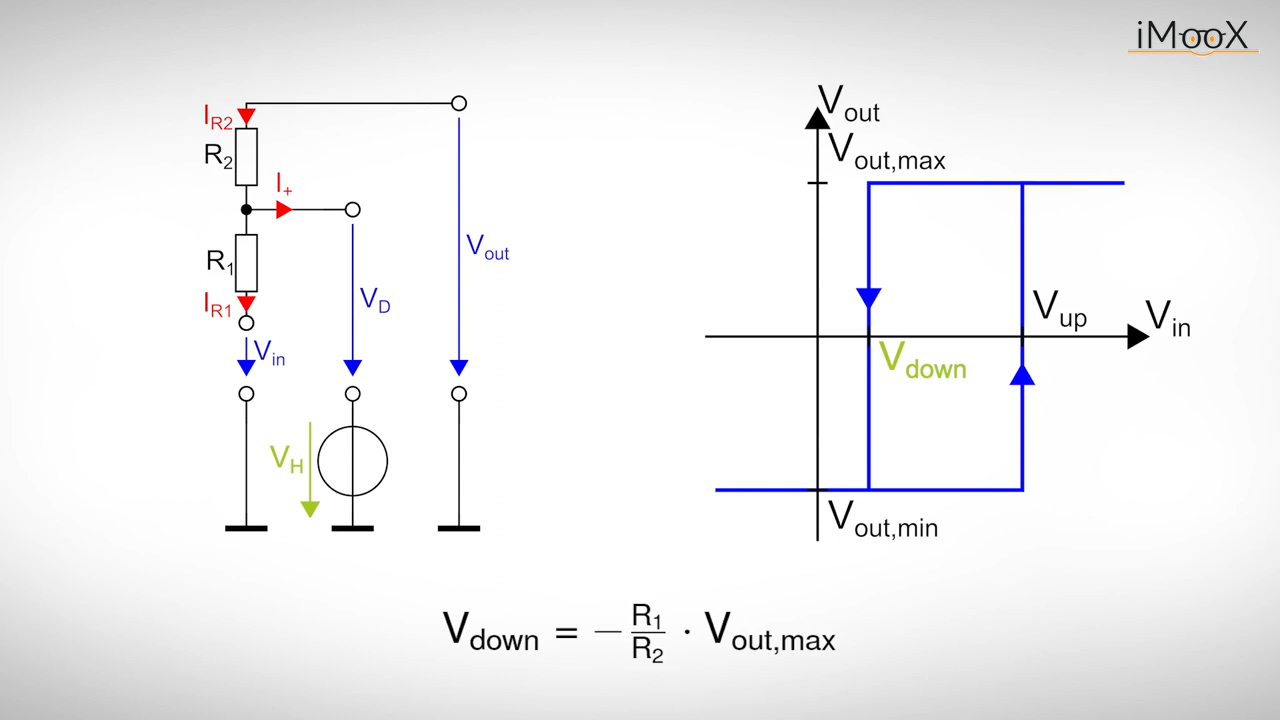 iMooX
I_R2
R_2
I_+
R_1
I_R1
V_in
V_D
V_out
V_H
V_out
V_out,max
V_up
V_in
V_down
V_out,min
V_down = − R_1/R_2 · V_out,max